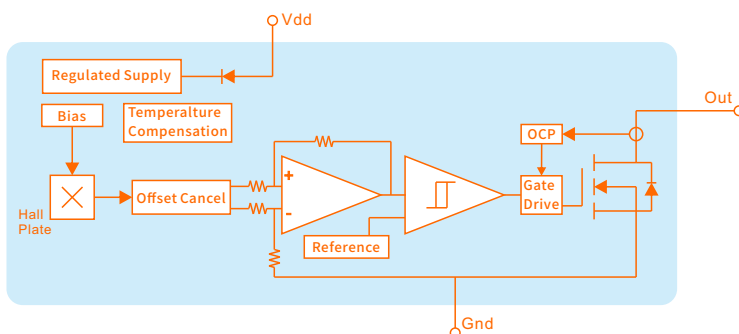 Vdd
Regulated Supply
Bias
Temperalture
Compensation
Out
OCP
+
Offset Cancel
-
Gate
Drive
Hall
Plate
Reference
Gnd